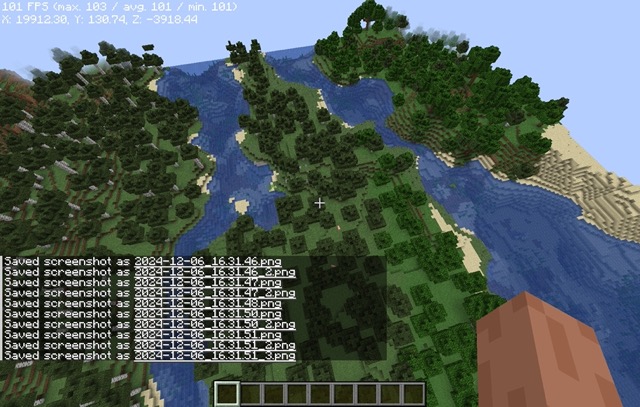 101 FPS (max. 103 / avg. 101 / min. 101)
X: 19912.30, Y: 130.74, Z: -3918.44
Saved screenshot as 2024-12-06_16.31.46.png
Saved screenshot as 2024-12-06_16.31.46_2.png
Saved screenshot as 2024-12-06_16.31.47.png
Saved screenshot as 2024-12-06_16.31.47_2.png
Saved screenshot as 2024-12-06_16.31.48.png
Saved screenshot as 2024-12-06_16.31.50.png
Saved screenshot as 2024-12-06_16.31.50_2.png
Saved screenshot as 2024-12-06_16.31.51.png
Saved screenshot as 2024-12-06_16.31.51_2.png
Saved screenshot as 2024-12-06_16.31.51_3.png